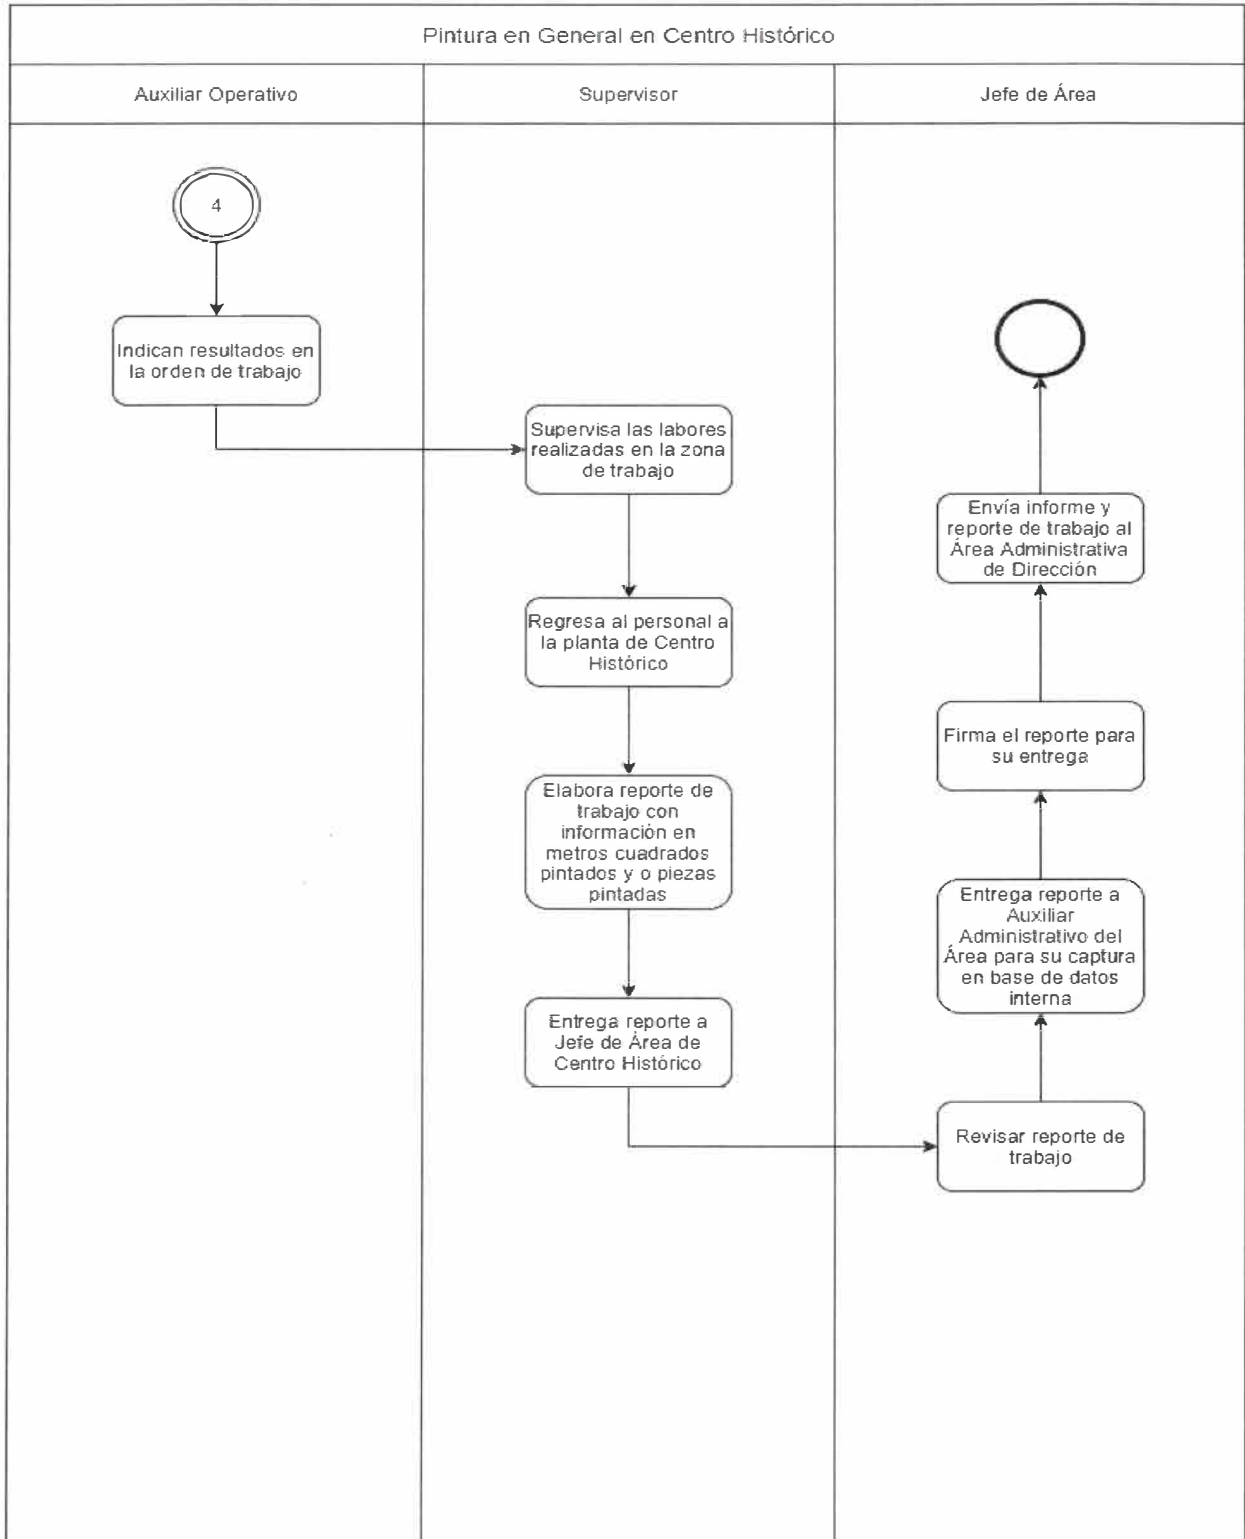 Pintura en General en Centro Histórico
Auxiliar Operativo
Supervisor
Jefe de Área
4
Indican resultados en
la orden de trabajo
Supervisa las labores
realizadas en la zona
de trabajo
Regresa al personal a
la planta de Centro
Histórico
Elabora reporte de
trabajo con
información en
metros cuadrados
pintados y o piezas
pintadas
Entrega reporte a
Jefe de Área de
Centro Histórico
Revisar reporte de
trabajo
Entrega reporte a
Auxiliar
Administrativo del
Área para su captura
en base de datos
interna
Firma el reporte para
su entrega
Envía informe y
reporte de trabajo al
Área Administrativa
de Dirección